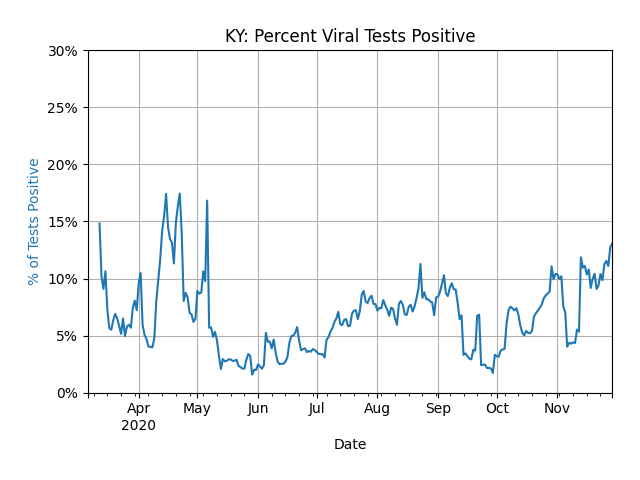 KY: Percent Viral Tests Positive
30%
25%
20%
15%
10%
5%
0%
% of Tests Positive
Apr May Jun Jul Aug Sep Oct Nov
2020
Date